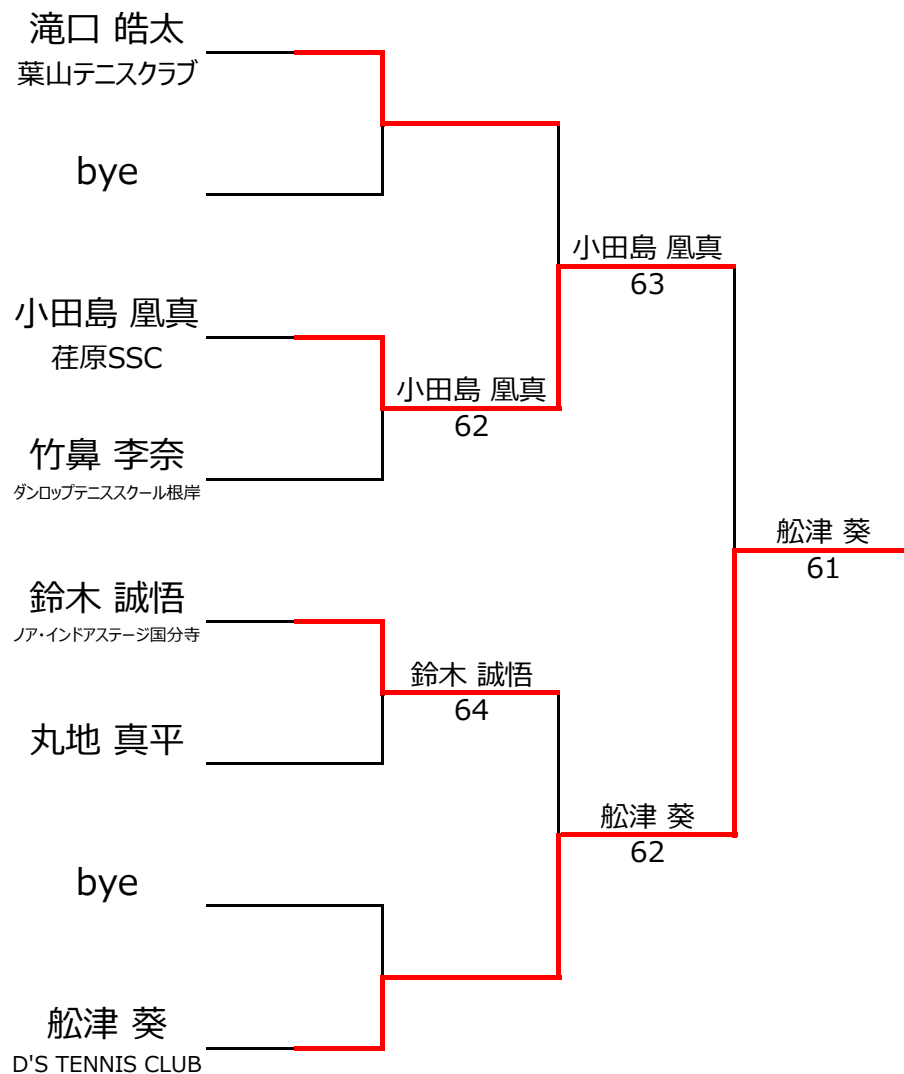 滝口 皓太
葉山テニスクラブ
bye
小田島 凰真
63
小田島 凰真
荏原SSC
小田島 凰真
62
竹鼻 李奈
ダンロップテニススクール根岸
舩津 葵
61
鈴木 誠悟
ノア・インドアステージ国分寺
鈴木 誠悟
64
丸地 真平
舩津 葵
62
bye
舩津 葵
D'S TENNIS CLUB